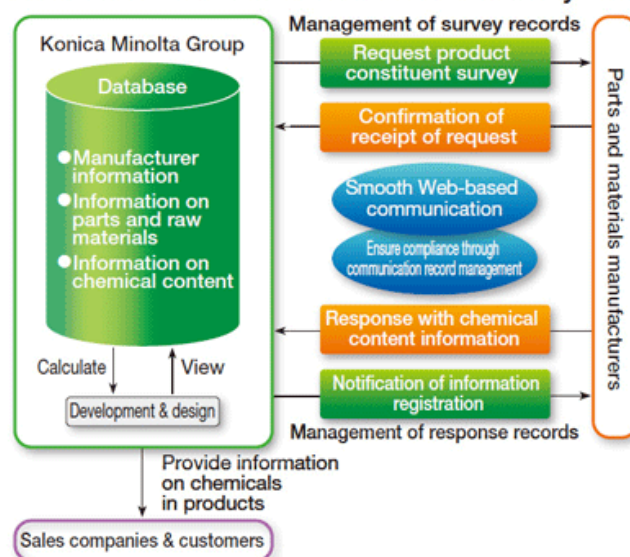 Management of survey records
Konica Minolta Group
Database
●Manufacturer
information
●Information on
parts and raw
materials
●Information on
chemical content
Calculate
View
Development & design
Request product
constituent survey
Confirmation of
receipt of request
Smooth Web-based
communication
Ensure compliance through
communication record management
Response with chemical
content information
Notification of information
registration
Management of response records
Parts and materials manufacturers
Provide information
on chemicals
in products
Sales companies & customers